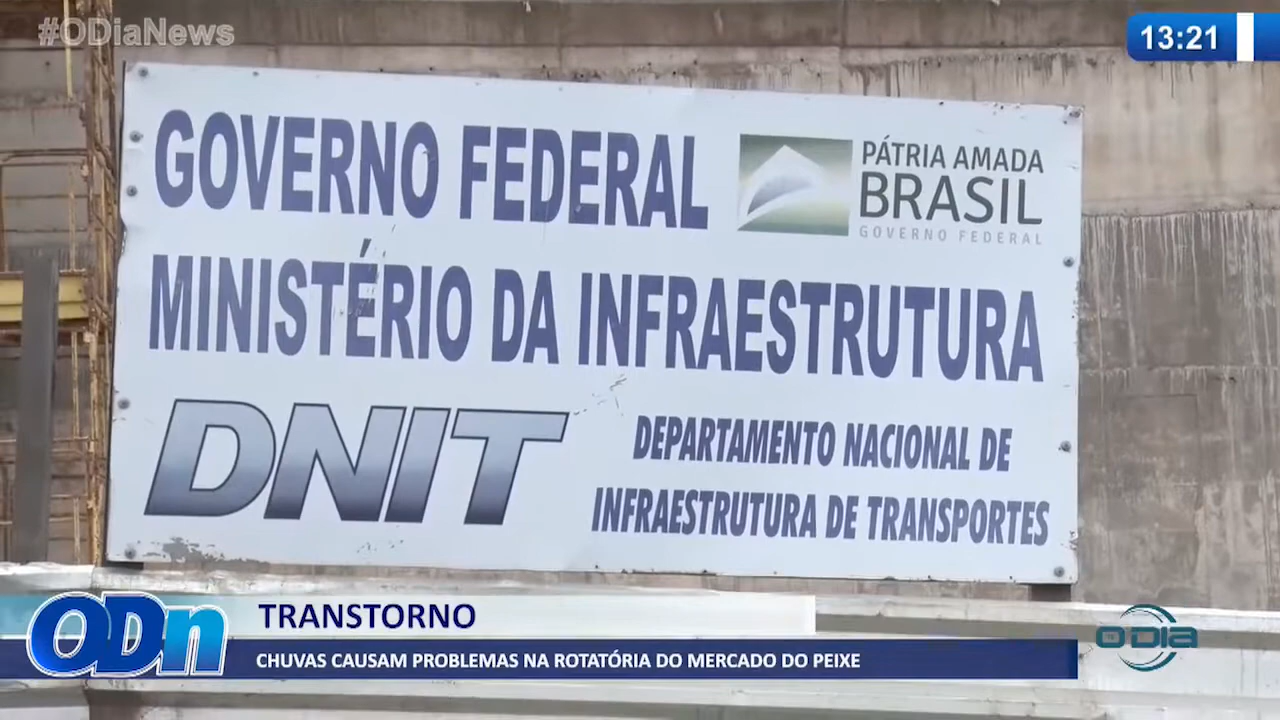 #ODiaNews
13:21
GOVERNO FEDERAL
PÁTRIA AMADA
BRASIL
GOVERNO FEDERAL
MINISTÉRIO DA INFRAESTRUTURA
DNIT
DEPARTAMENTO NACIONAL DE
INFRAESTRUTURA DE TRANSPORTES
ODn
TRANSTORNO
CHUVAS CAUSAM PROBLEMAS NA ROTATÓRIA DO MERCADO DO PEIXE
O DIA